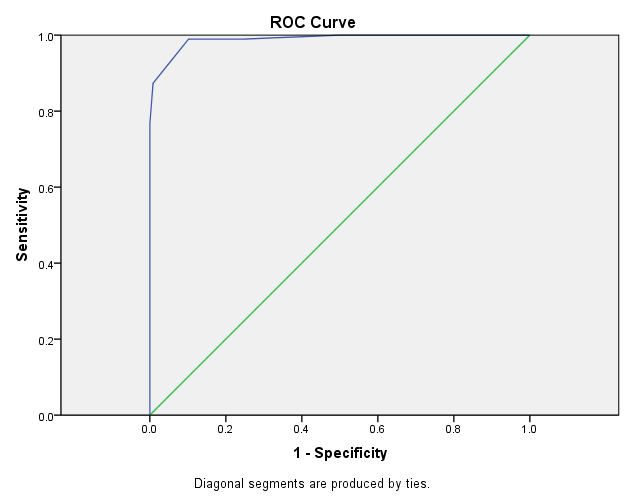 ROC Curve
1.0
0.8
0.6
0.4
0.2
0.0
Sensitivity
0.0 0.2 0.4 0.6 0.8 1.0
1 - Specificity
Diagonal segments are produced by ties.